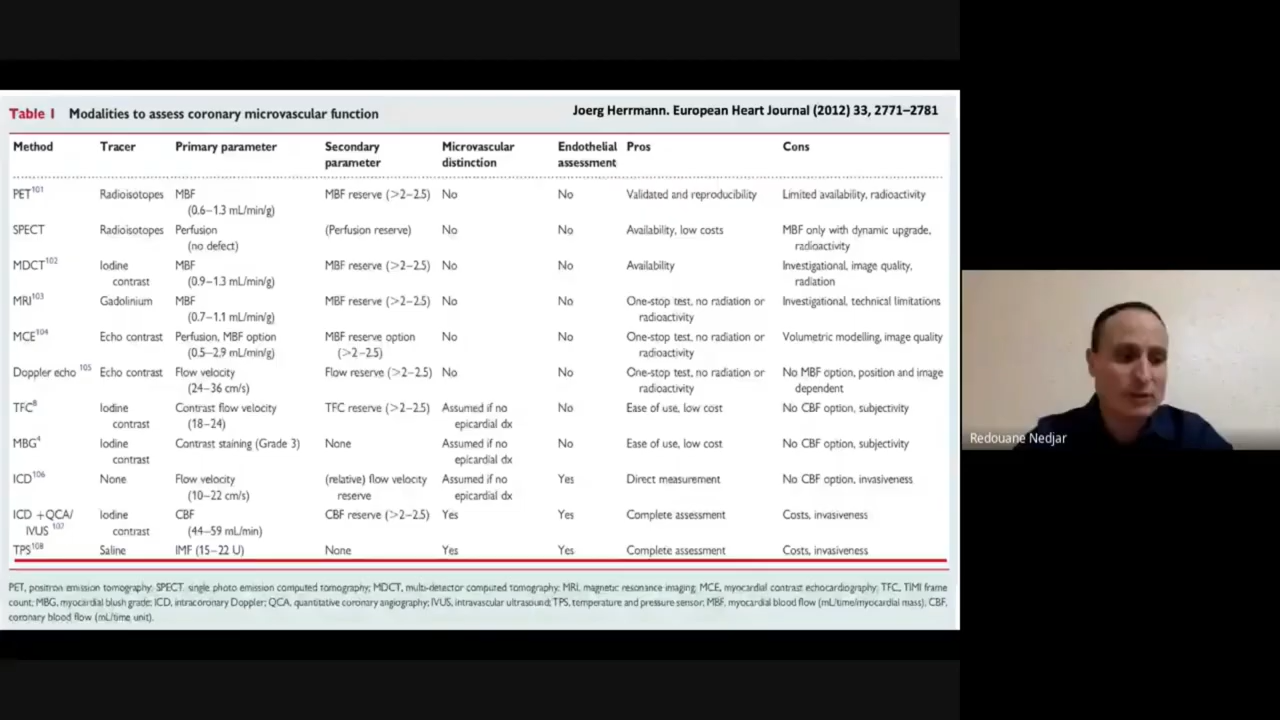 Table 1 Modalities to assess coronary microvascular function
Joerg Herrmann. European Heart Journal (2012) 33, 2771–2781
Method Tracer Primary parameter Secondary parameter Microvascular distinction Endothelial assessment Pros Cons
PET101 Radioisotopes MBF (0.6–1.3 mL/min/g) MBF reserve (>2–2.5) No No Validated and reproducibility Limited availability, radioactivity
SPECT Radioisotopes Perfusion (no defect) (Perfusion reserve) No No Availability, low costs MBF only with dynamic upgrade, radioactivity
MDCT102 Iodine contrast MBF (0.9–1.3 mL/min/g) MBF reserve (>2–2.5) No No Availability Investigational, image quality, radiation
MRI103 Gadolinium MBF (0.7–1.1 mL/min/g) MBF reserve (>2–2.5) No No One-stop test, no radiation or radioactivity Investigational, technical limitations
MCE104 Echo contrast Perfusion, MBF option (0.5–2.9 mL/min/g) MBF reserve option (>2–2.5) No No One-stop test, no radiation or radioactivity Volumetric modelling, image quality
Doppler echo 105 Echo contrast Flow velocity (24–36 cm/s) Flow reserve (>2–2.5) No No One-stop test, no radiation or radioactivity No MBF option, position and image dependent
TFC8 Iodine contrast Contrast flow velocity (18–24) TFC reserve (>2–2.5) Assumed if no epicardial dx No Ease of use, low cost No CBF option, subjectivity
MBG4 Iodine contrast Contrast staining (Grade 3) None Assumed if no epicardial dx No Ease of use, low cost No CBF option, subjectivity
ICD106 None Flow velocity (10–22 cm/s) (relative) flow velocity reserve Assumed if no epicardial dx Yes Direct measurement No CBF option, invasiveness
ICD +QCA/ IVUS 107 Iodine contrast CBF (44–59 mL/min) CBF reserve (>2–2.5) Yes Yes Complete assessment Costs, invasiveness
TPS108 Saline IMF (15–22 U) None Yes Yes Complete assessment Costs, invasiveness
PET, positron emission tomography; SPECT, single photo emission computed tomography; MDCT, multi-detector computed tomography; MRI, magnetic resonance imaging; MCE, myocardial contrast echocardiography; TFC, TIMI frame
count; MBG, myocardial blush grade; ICD, intracoronary Doppler; QCA, quantitative coronary angiography; IVUS, intravascular ultrasound; TPS, temperature and pressure sensor; MBF, myocardial blood flow (mL/time/myocardial mass). CBF,
coronary blood flow (mL/time unit).
Redouane Nedjar